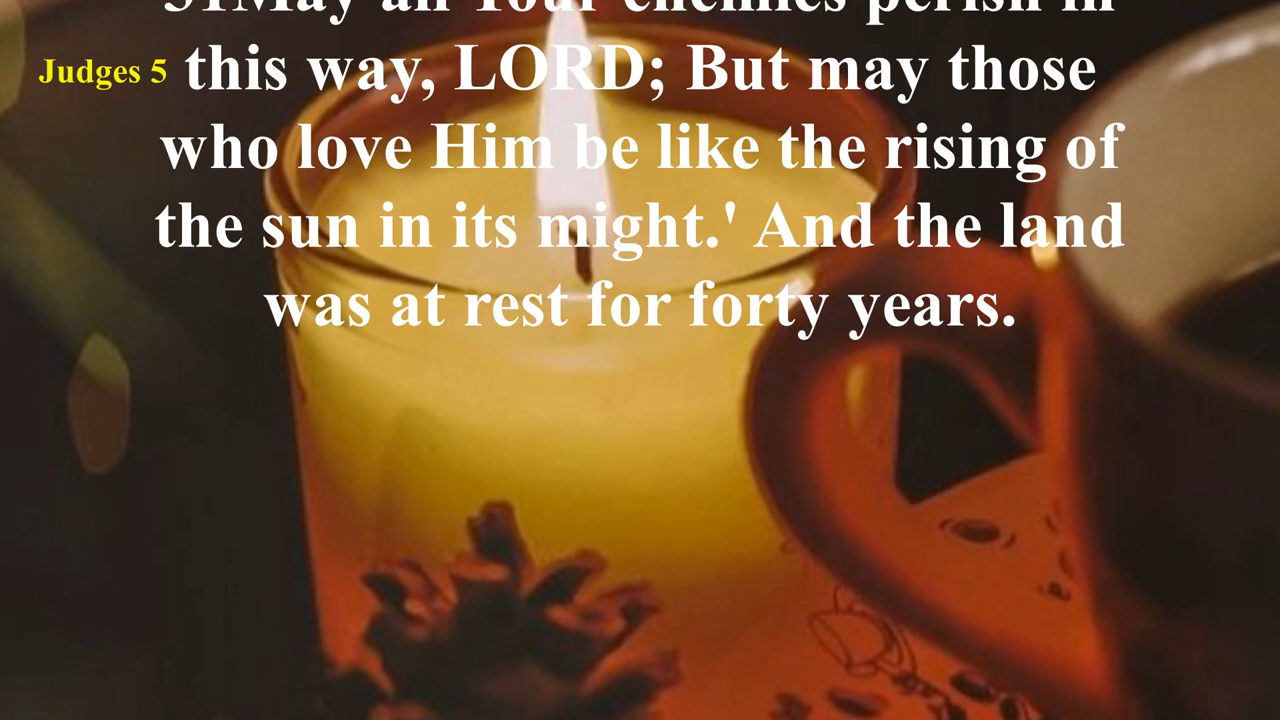 31May all Your enemies perish in
Judges 5
this way, LORD; But may those
who love Him be like the rising of
the sun in its might.' And the land
was at rest for forty years.